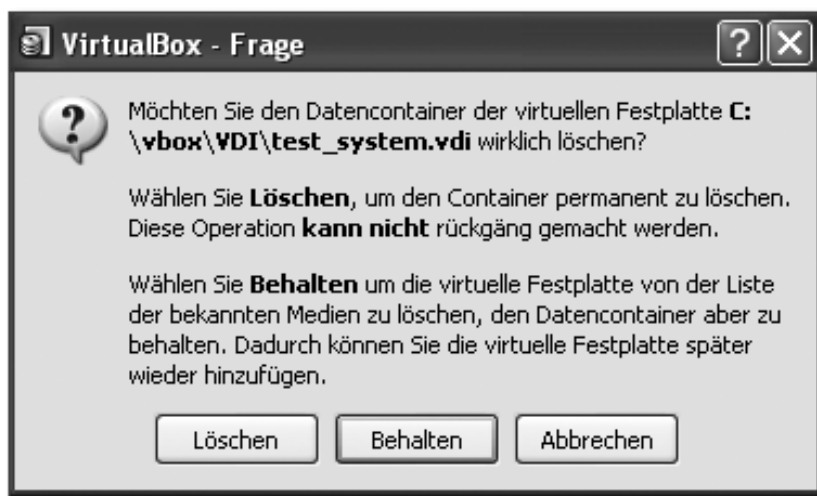 VirtualBox - Frage
Möchten Sie den Datencontainer der virtuellen Festplatte C:
\vbox\VDI\test_system.vdi wirklich löschen?
Wählen Sie Löschen, um den Container permanent zu löschen.
Diese Operation kann nicht rückgäng gemacht werden.
Wählen Sie Behalten um die virtuelle Festplatte von der Liste
der bekannten Medien zu löschen, den Datencontainer aber zu
behalten. Dadurch können Sie die virtuelle Festplatte später
wieder hinzufügen.
Löschen Behalten Abbrechen